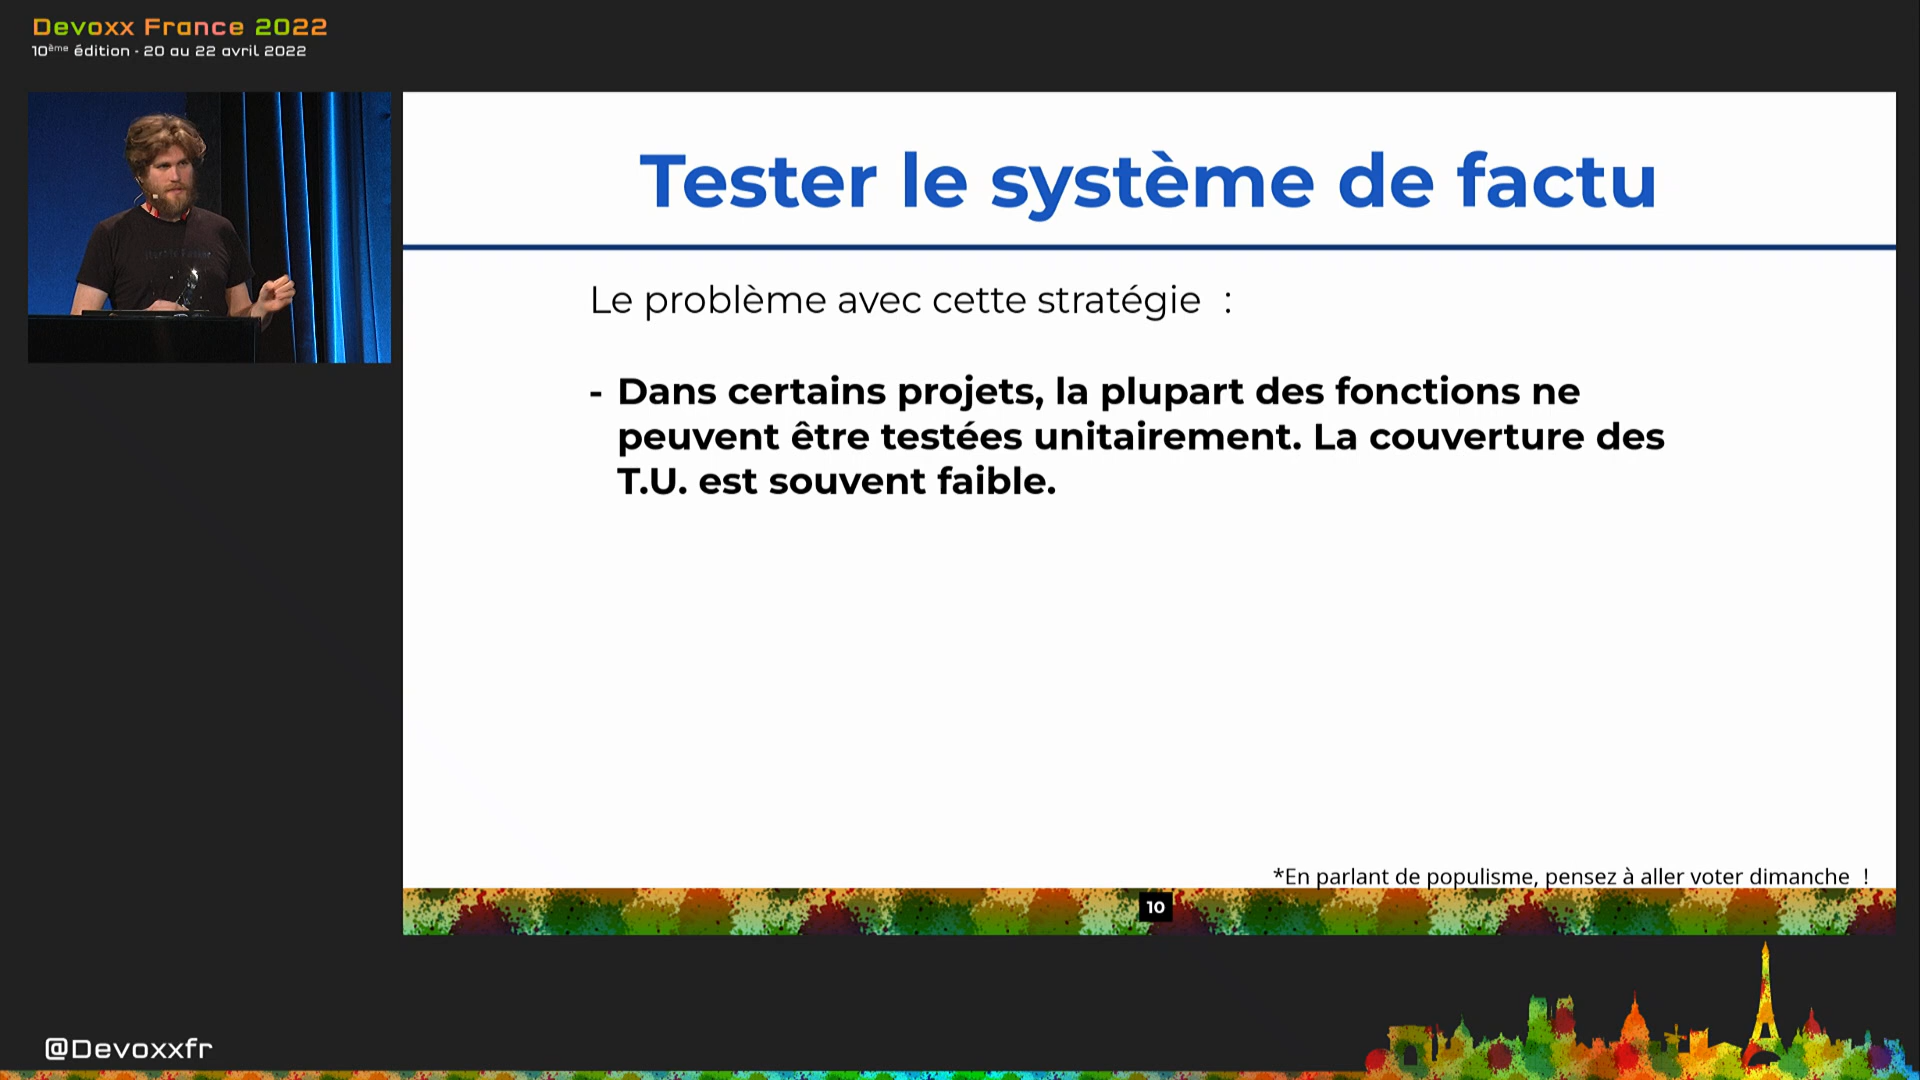 Devoxx France 2022
10ème édition - 20 au 22 avril 2022
Tester le système de factu
Le problème avec cette stratégie :
- Dans certains projets, la plupart des fonctions ne
peuvent être testées unitairement. La couverture des
T.U. est souvent faible.
*En parlant de populisme, pensez à aller voter dimanche !
10
@Devoxxfr